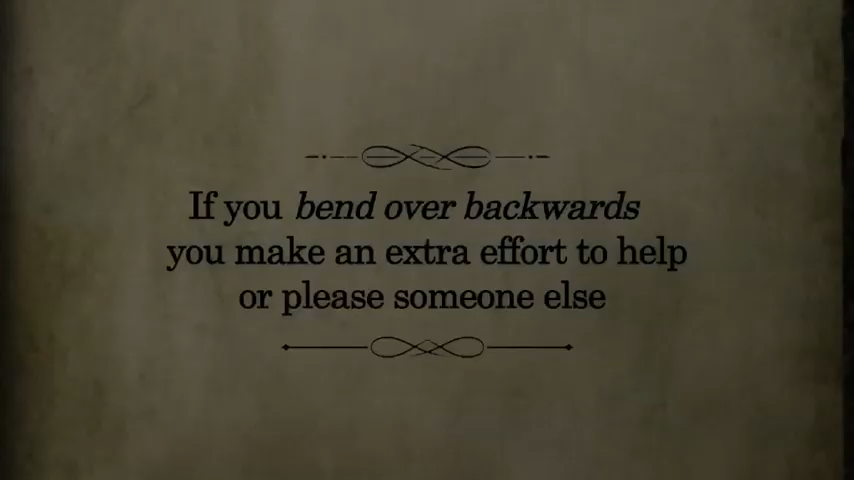 If you bend over backwards
you make an extra effort to help
or please someone else